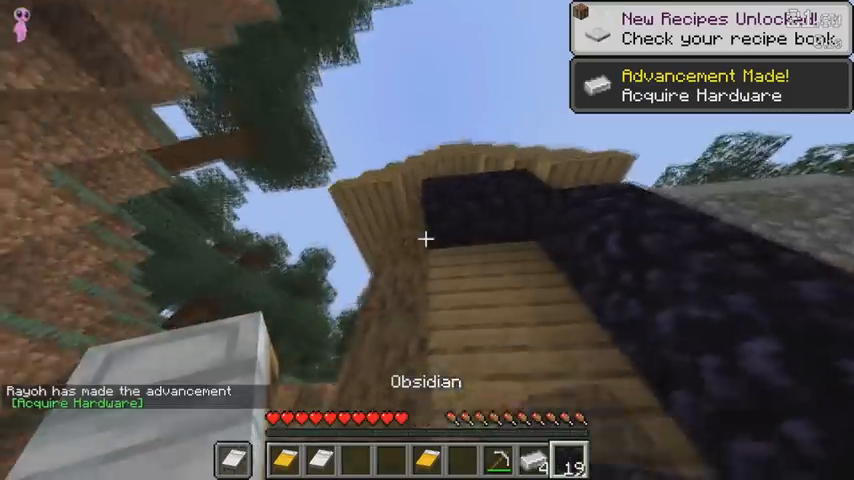 New Recipes Unlocked!
Check your recipe book
Advancement Made!
Acquire Hardware
Obsidian
Rayoh has made the advancement
[Acquire Hardware]
4
19